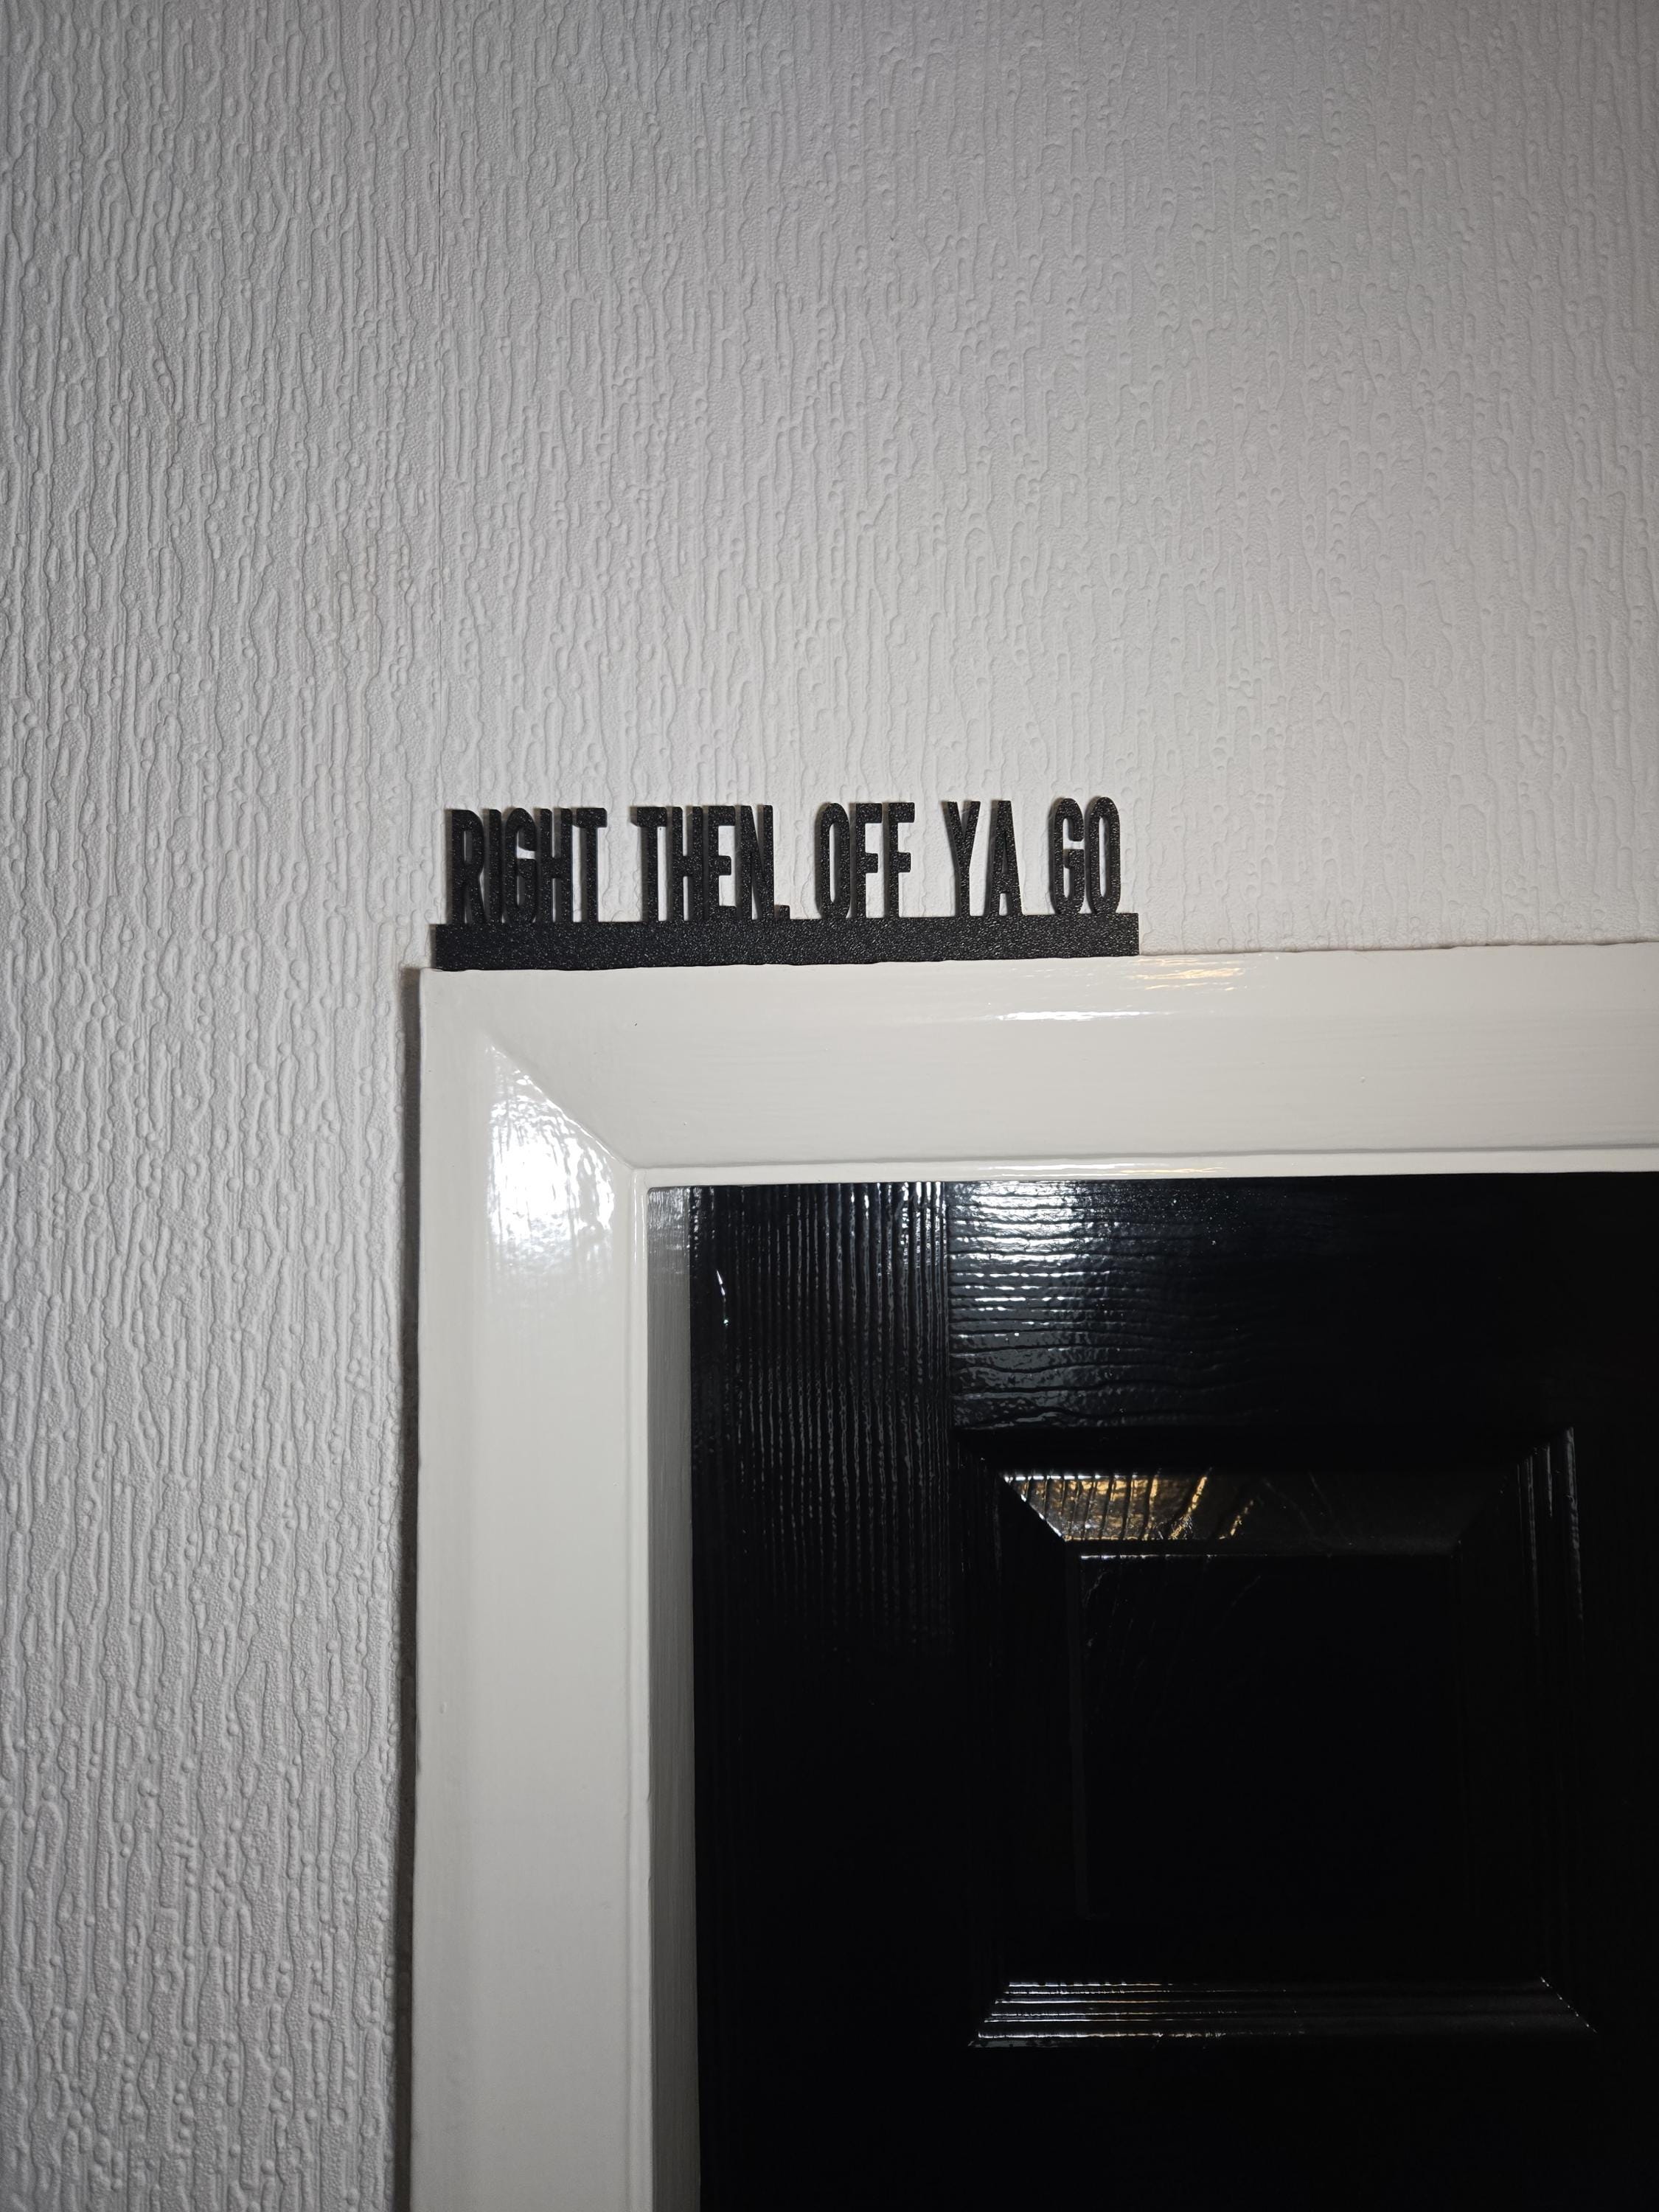 RIGHT THEN. OFF YA GO